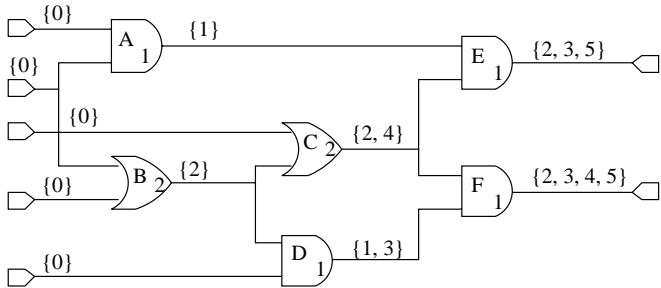 {0}
A
1
{1}
E
1
{2, 3, 5}
{0}
{0}
C
2
{2, 4}
B
2
{2}
{0}
F
1
{2, 3, 4, 5}
D
1
{1, 3}
{0}